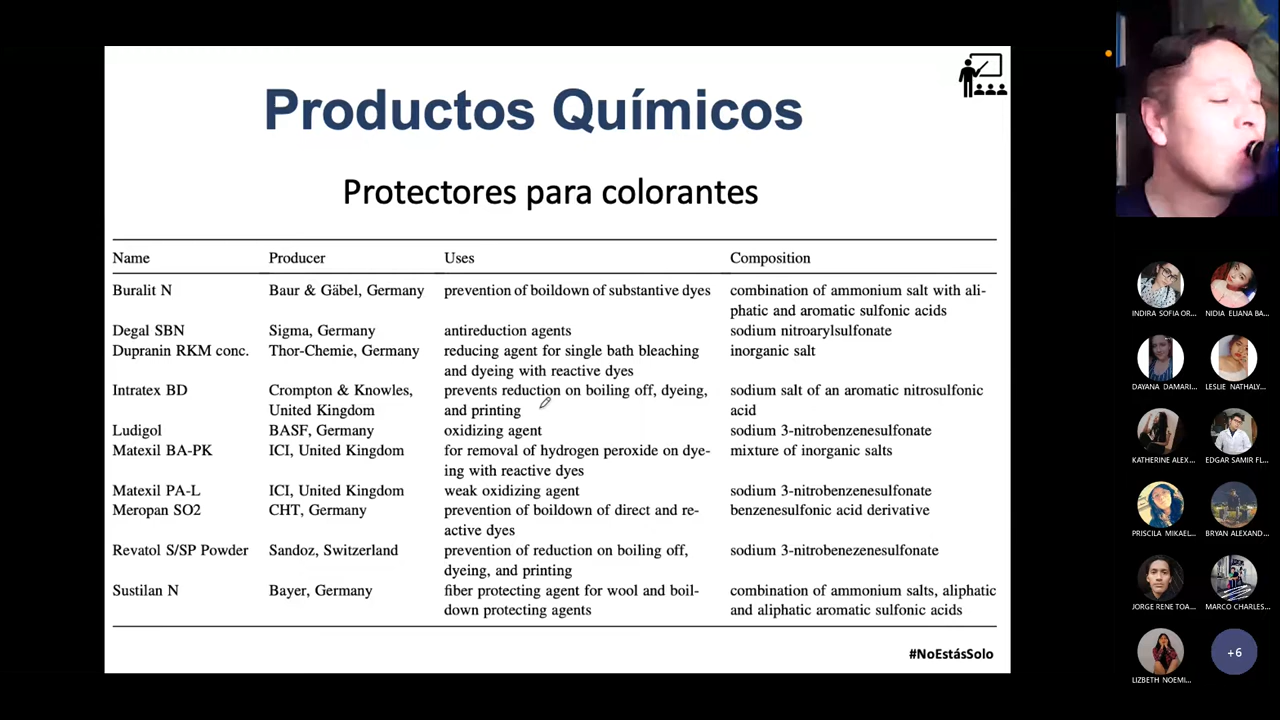 Productos Químicos
Protectores para colorantes
Name Producer Uses Composition
Buralit N Baur & Gäbel, Germany prevention of boildown of substantive dyes combination of ammonium salt with ali-
phatic and aromatic sulfonic acids
Degal SBN Sigma, Germany antireduction agents sodium nitroarylsulfonate
Dupranin RKM conc. Thor-Chemie, Germany reducing agent for single bath bleaching inorganic salt
and dyeing with reactive dyes
Intratex BD Crompton & Knowles, prevents reduction on boiling off, dyeing, sodium salt of an aromatic nitrosulfonic
United Kingdom and printing acid
Ludigol BASF, Germany oxidizing agent sodium 3-nitrobenzenesulfonate
Matexil BA-PK ICI, United Kingdom for removal of hydrogen peroxide on dye- mixture of inorganic salts
ing with reactive dyes
Matexil PA-L ICI, United Kingdom weak oxidizing agent sodium 3-nitrobenzenesulfonate
Meropan SO2 CHT, Germany prevention of boildown of direct and re- benzenesulfonic acid derivative
active dyes
Revatol S/SP Powder Sandoz, Switzerland prevention of reduction on boiling off, sodium 3-nitrobenezenesulfonate
dyeing, and printing
Sustilan N Bayer, Germany fiber protecting agent for wool and boil- combination of ammonium salts, aliphatic
down protecting agents and aliphatic aromatic sulfonic acids
#NoEstásSolo
INDIRA SOFIA OR... NIDIA ELIANA BA...
DAYANA DAMARI... LESLIE NATHALY...
KATHERINE ALEX... EDGAR SAMIR FL...
PRISCILA MIKAEL... BRYAN ALEXAND...
JORGE RENE TOA... MARCO CHARLES...
LIZBETH NOEMI... +6